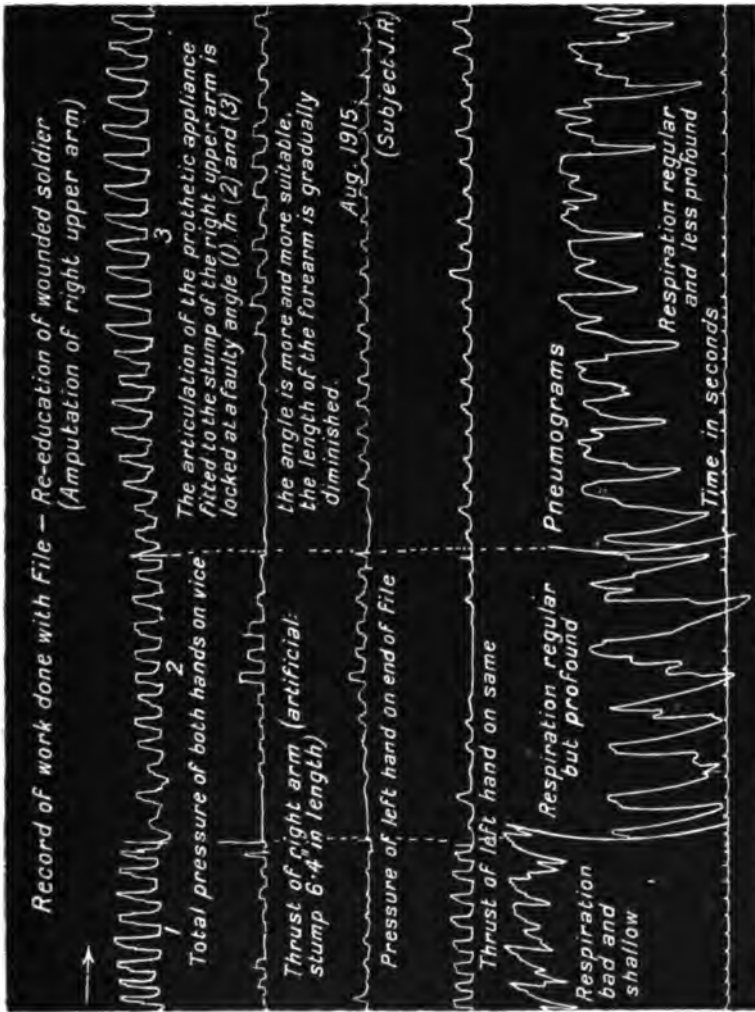 Record of work done with File — Re-education of wounded soldier
(Amputation of right upper arm)
1
2
3
Total pressure of both hands on vice
The articulation of the prothetic appliance
fitted to the stump of the right upper arm is
locked at a faulty angle (1). In (2) and (3)
Thrust of right arm (artificial:
stump 6·4" in length)
the angle is more and more suitable.
the length of the forearm is gradually
diminished.
Pressure of left hand on end of file
Aug. 1915.
(Subject J.R)
Thrust of left hand on same
Respiration
bad and
shallow
Respiration regular
but profound
Pneumograms
Respiration regular
and less profound
Time in seconds